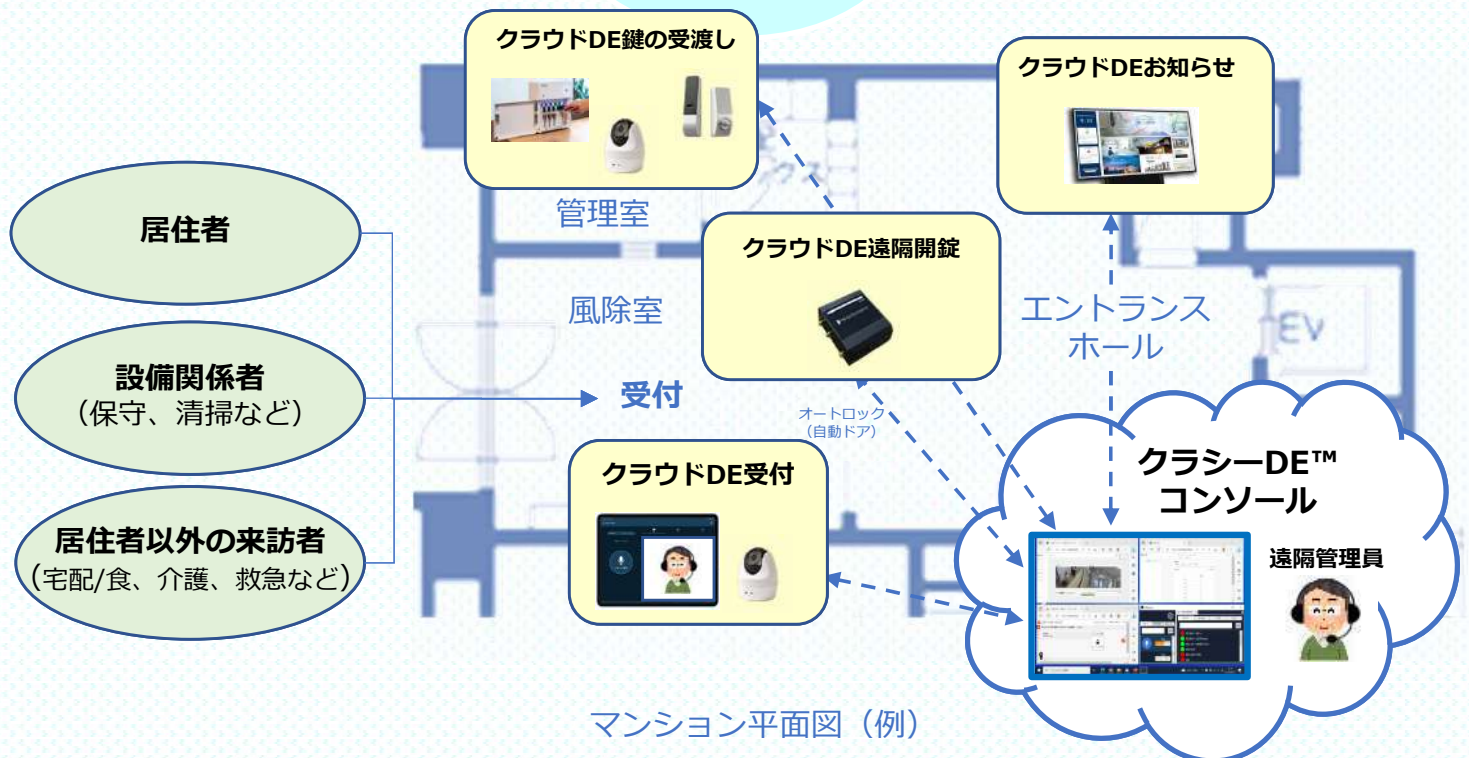 クラウドDE鍵の受渡し
クラウドDEお知らせ
居住者
管理室
クラウドDE遠隔開錠
風除室
エントランス
ホール
EV
設備関係者
（保守、清掃など）
受付
オートロック
（自動ドア）
クラウドDE受付
クラシーDE™
コンソール
居住者以外の来訪者
（宅配/食、介護、救急など）
遠隔管理員
マンション平面図（例）